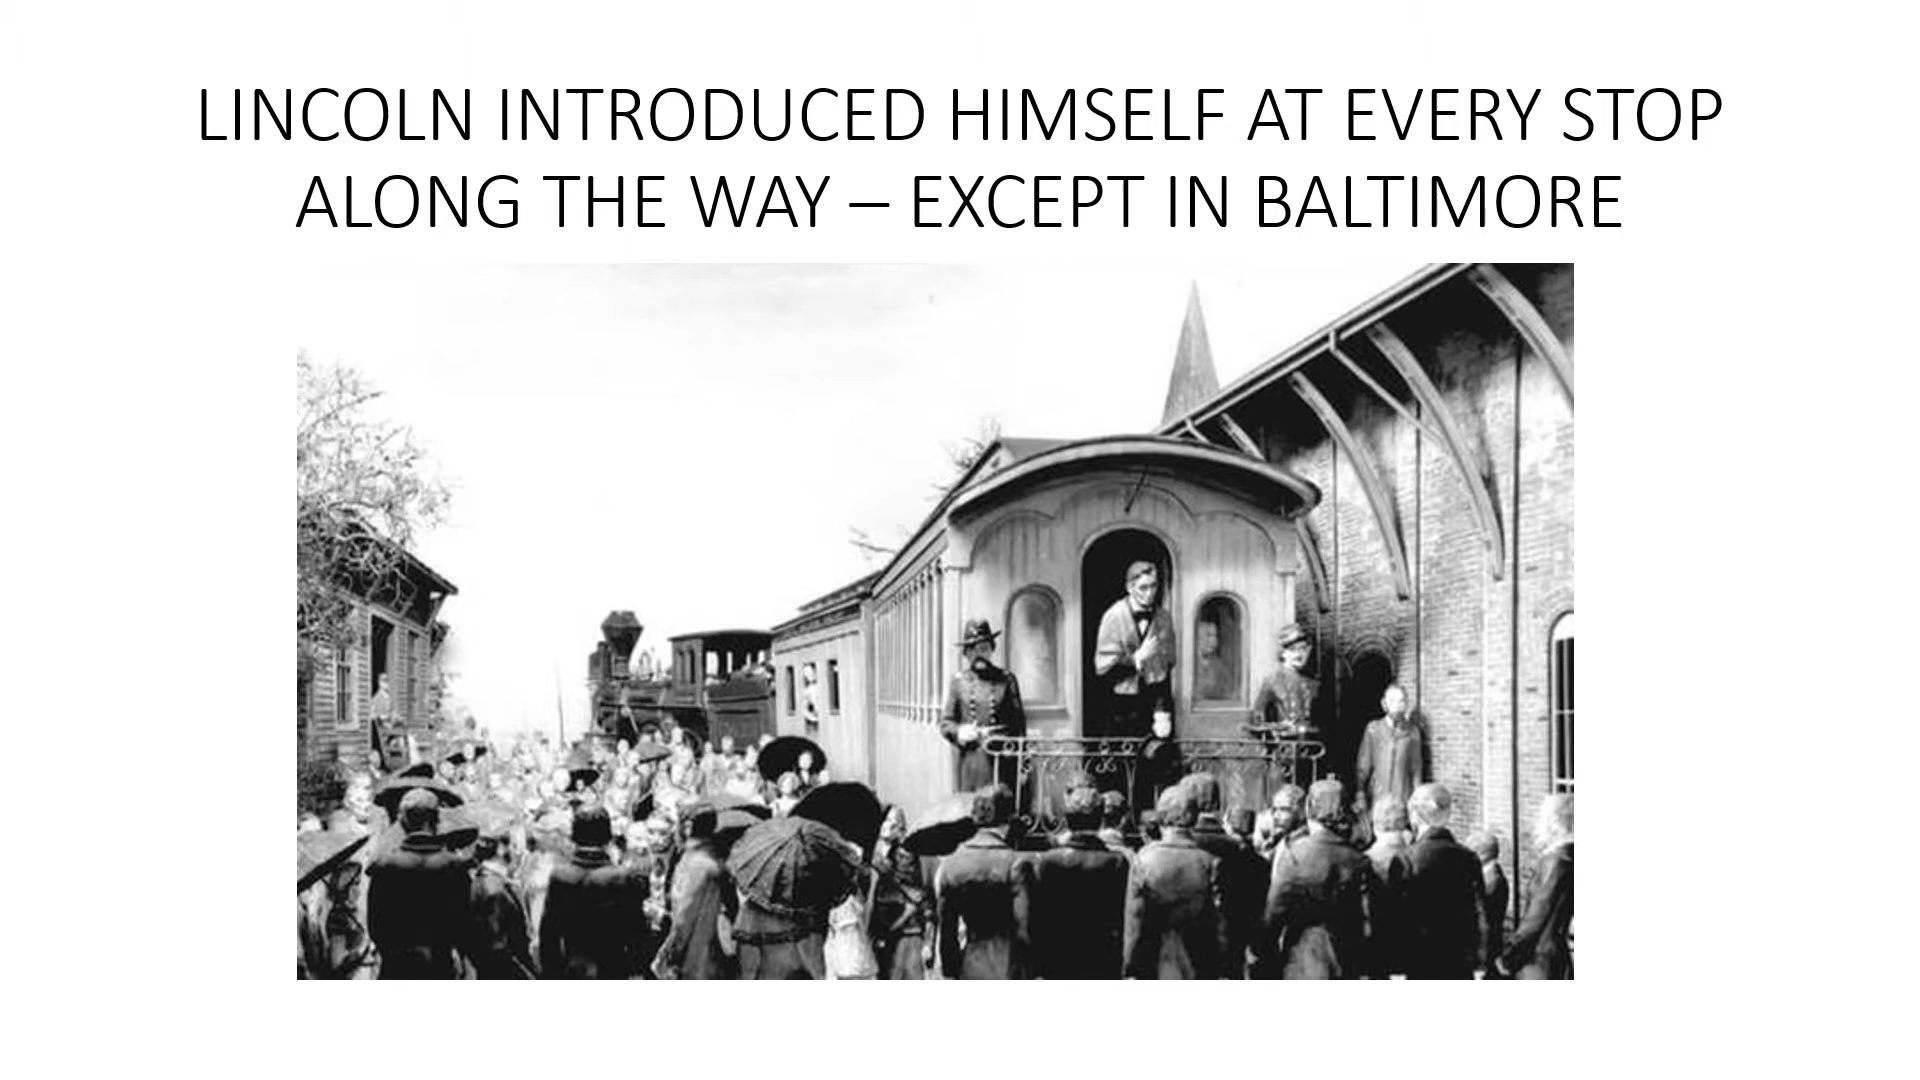 LINCOLN INTRODUCED HIMSELF AT EVERY STOP
ALONG THE WAY – EXCEPT IN BALTIMORE